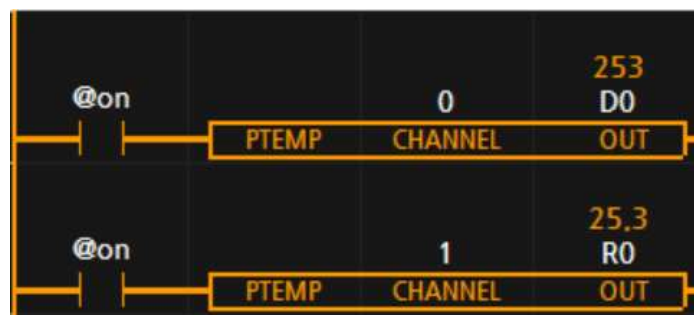 253
@on 0 D0
PTEMP CHANNEL OUT
25.3
@on 1 R0
PTEMP CHANNEL OUT